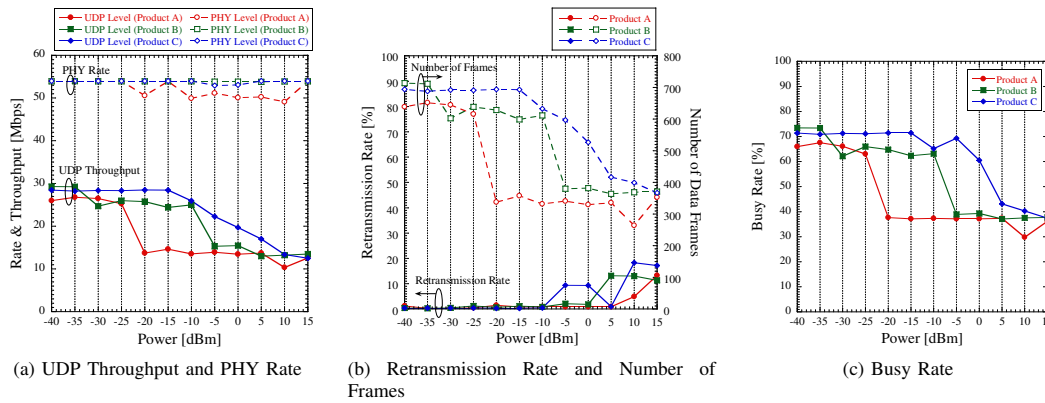 UDP Level (Product A) PHY Level (Product A)
UDP Level (Product B) PHY Level (Product B)
UDP Level (Product C) PHY Level (Product C)
Rate & Throughput [Mbps]
60
50
40
30
20
10
0
PHY Rate
UDP Throughput
-40 -35 -30 -25 -20 -15 -10 -5 0 5 10 15
Power [dBm]
(a) UDP Throughput and PHY Rate
Product A
Product B
Product C
Retransmission Rate [%]
100
90
80
70
60
50
40
30
20
10
0
Number of Frames
Retransmission Rate
800
700
600
500
400
300
200
100
0
Number of Data Frames
-40 -35 -30 -25 -20 -15 -10 -5 0 5 10 15
Power [dBm]
(b) Retransmission Rate and Number of
Frames
Busy Rate [%]
100
90
80
70
60
50
40
30
20
10
0
Product A
Product B
Product C
-40 -35 -30 -25 -20 -15 -10 -5 0 5 10 15
Power [dBm]
(c) Busy Rate